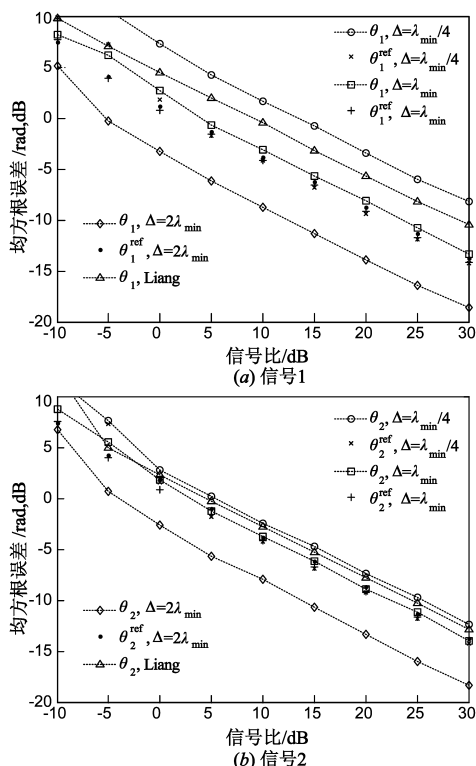 均方根误差/rad,dB
10
5
0
-5
-10
-15
-20
θ₁, Δ=λmin/4
θ₁ʳᵉᶠ, Δ=λmin/4
θ₁, Δ=λmin
θ₁ʳᵉᶠ, Δ=λmin
θ₁, Δ=2λmin
θ₁ʳᵉᶠ, Δ=2λmin
θ₁, Liang
-10 -5 0 5 10 15 20 25 30
信号比/dB
(a) 信号1
均方根误差/rad,dB
10
5
0
-5
-10
-15
-20
θ₂, Δ=λmin/4
θ₂ʳᵉᶠ, Δ=λmin/4
θ₂, Δ=λmin
θ₂ʳᵉᶠ, Δ=λmin
θ₂, Δ=2λmin
θ₂ʳᵉᶠ, Δ=2λmin
θ₂, Liang
-10 -5 0 5 10 15 20 25 30
信号比/dB
(b) 信号2